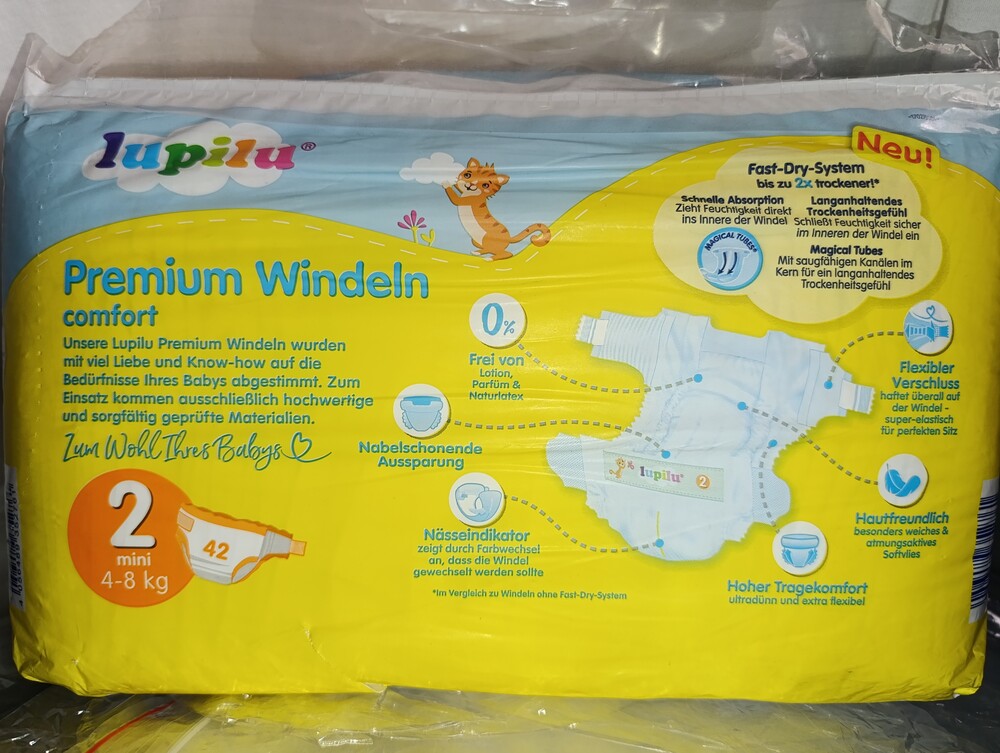 lupilu®
Neu!
Fast-Dry-System
bis zu 2x trockener!*
Schnelle Absorption
Zieht Feuchtigkeit direkt
ins Innere der Windel
Langanhaltendes
Trockenheitsgefühl
Schließt Feuchtigkeit sicher
im Inneren der Windel ein
MAGICAL TUBES*
Magical Tubes
Mit saugfähigen Kanälen im
Kern für ein langanhaltendes
Trockenheitsgefühl
Premium Windeln
comfort
Unsere Lupilu Premium Windeln wurden
mit viel Liebe und Know-how auf die
Bedürfnisse Ihres Babys abgestimmt. Zum
Einsatz kommen ausschließlich hochwertige
und sorgfältig geprüfte Materialien.
Zum Wohl Ihres Babys
2
mini
4-8 kg
42
0%
Frei von
Lotion,
Parfüm &
Naturlatex
Nabelschonende
Aussparung
Nässeindikator
zeigt durch Farbwechsel
an, dass die Windel
gewechselt werden sollte
*Im Vergleich zu Windeln ohne Fast-Dry-System
lupilu® 2
Flexibler
Verschluss
haftet überall auf
der Windel -
super-elastisch
für perfekten Sitz
Hautfreundlich
besonders weiches &
atmungsaktives
Softvlies
Hoher Tragekomfort
ultradünn und extra flexibel